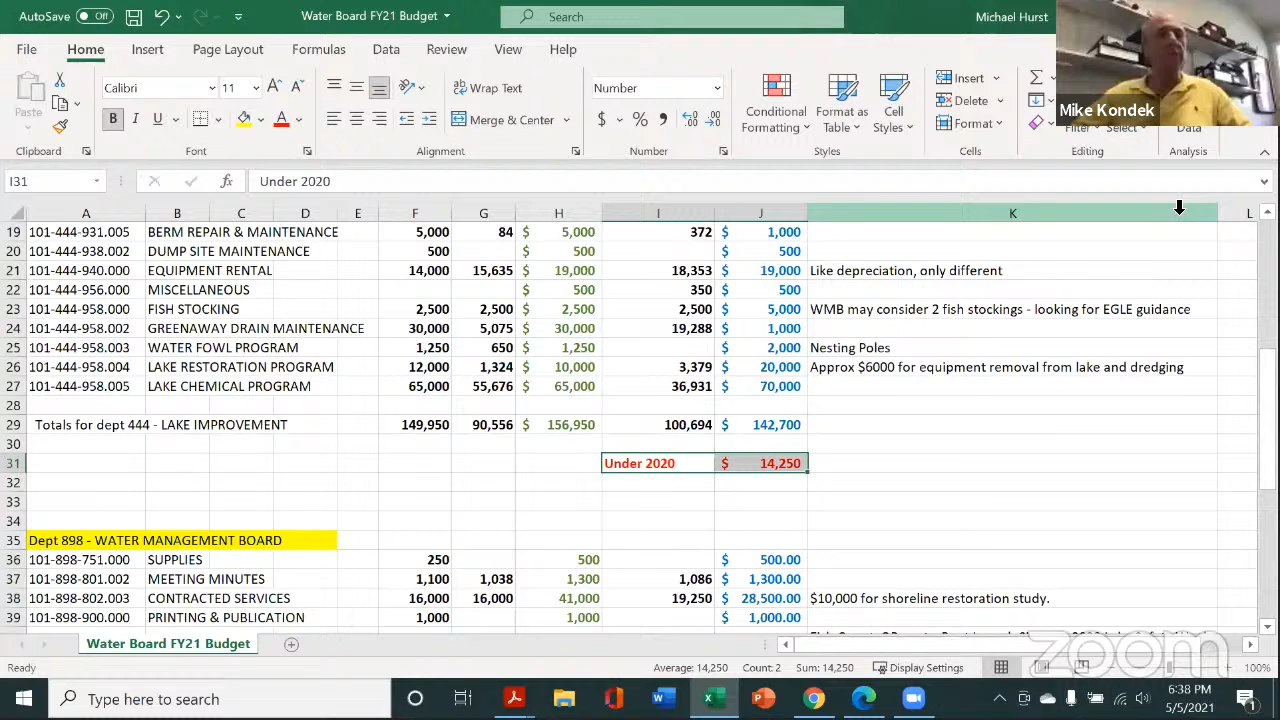 AutoSave Off Water Board FY21 Budget Search Michael Hurst
File Home Insert Page Layout Formulas Data Review View Help
Mike Kondek
Paste Calibri 11 A A Wrap Text Number Conditional Formatting Format as Table Cell Styles Insert
B I U A Merge & Center $ % , Delete
Format Filter Select Data
Clipboard Font Alignment Number Styles Cells Editing Analysis
I31 fx Under 2020
A B C D E F G H I J K L
19 101-444-931.005 BERM REPAIR & MAINTENANCE 5,000 84 $ 5,000 372 $ 1,000
20 101-444-938.002 DUMP SITE MAINTENANCE 500 $ 500 $ 500
21 101-444-940.000 EQUIPMENT RENTAL 14,000 15,635 $ 19,000 18,353 $ 19,000 Like depreciation, only different
22 101-444-956.000 MISCELLANEOUS $ 500 350 $ 500
23 101-444-958.000 FISH STOCKING 2,500 2,500 $ 2,500 2,500 $ 5,000 WMB may consider 2 fish stockings - looking for EGLE guidance
24 101-444-958.002 GREENAWAY DRAIN MAINTENANCE 30,000 5,075 $ 30,000 19,288 $ 1,000
25 101-444-958.003 WATER FOWL PROGRAM 1,250 650 $ 1,250 $ 2,000 Nesting Poles
26 101-444-958.004 LAKE RESTORATION PROGRAM 12,000 1,324 $ 10,000 3,379 $ 20,000 Approx $6000 for equipment removal from lake and dredging
27 101-444-958.005 LAKE CHEMICAL PROGRAM 65,000 55,676 $ 65,000 36,931 $ 70,000
28
29 Totals for dept 444 - LAKE IMPROVEMENT 149,950 90,556 $ 156,950 100,694 $ 142,700
30
31 Under 2020 $ 14,250
32
33
34
35 Dept 898 - WATER MANAGEMENT BOARD
36 101-898-751.000 SUPPLIES 250 500 $ 500.00
37 101-898-801.002 MEETING MINUTES 1,100 1,038 1,300 1,086 $ 1,300.00
38 101-898-802.003 CONTRACTED SERVICES 16,000 16,000 41,000 19,250 $ 28,500.00 $10,000 for shoreline restoration study.
39 101-898-900.000 PRINTING & PUBLICATION 1,000 1,000 $ 1,000.00
Water Board FY21 Budget
zoom
Ready Average: 14,250 Count: 2 Sum: 14,250 Display Settings 100%
Type here to search 6:38 PM
5/5/2021